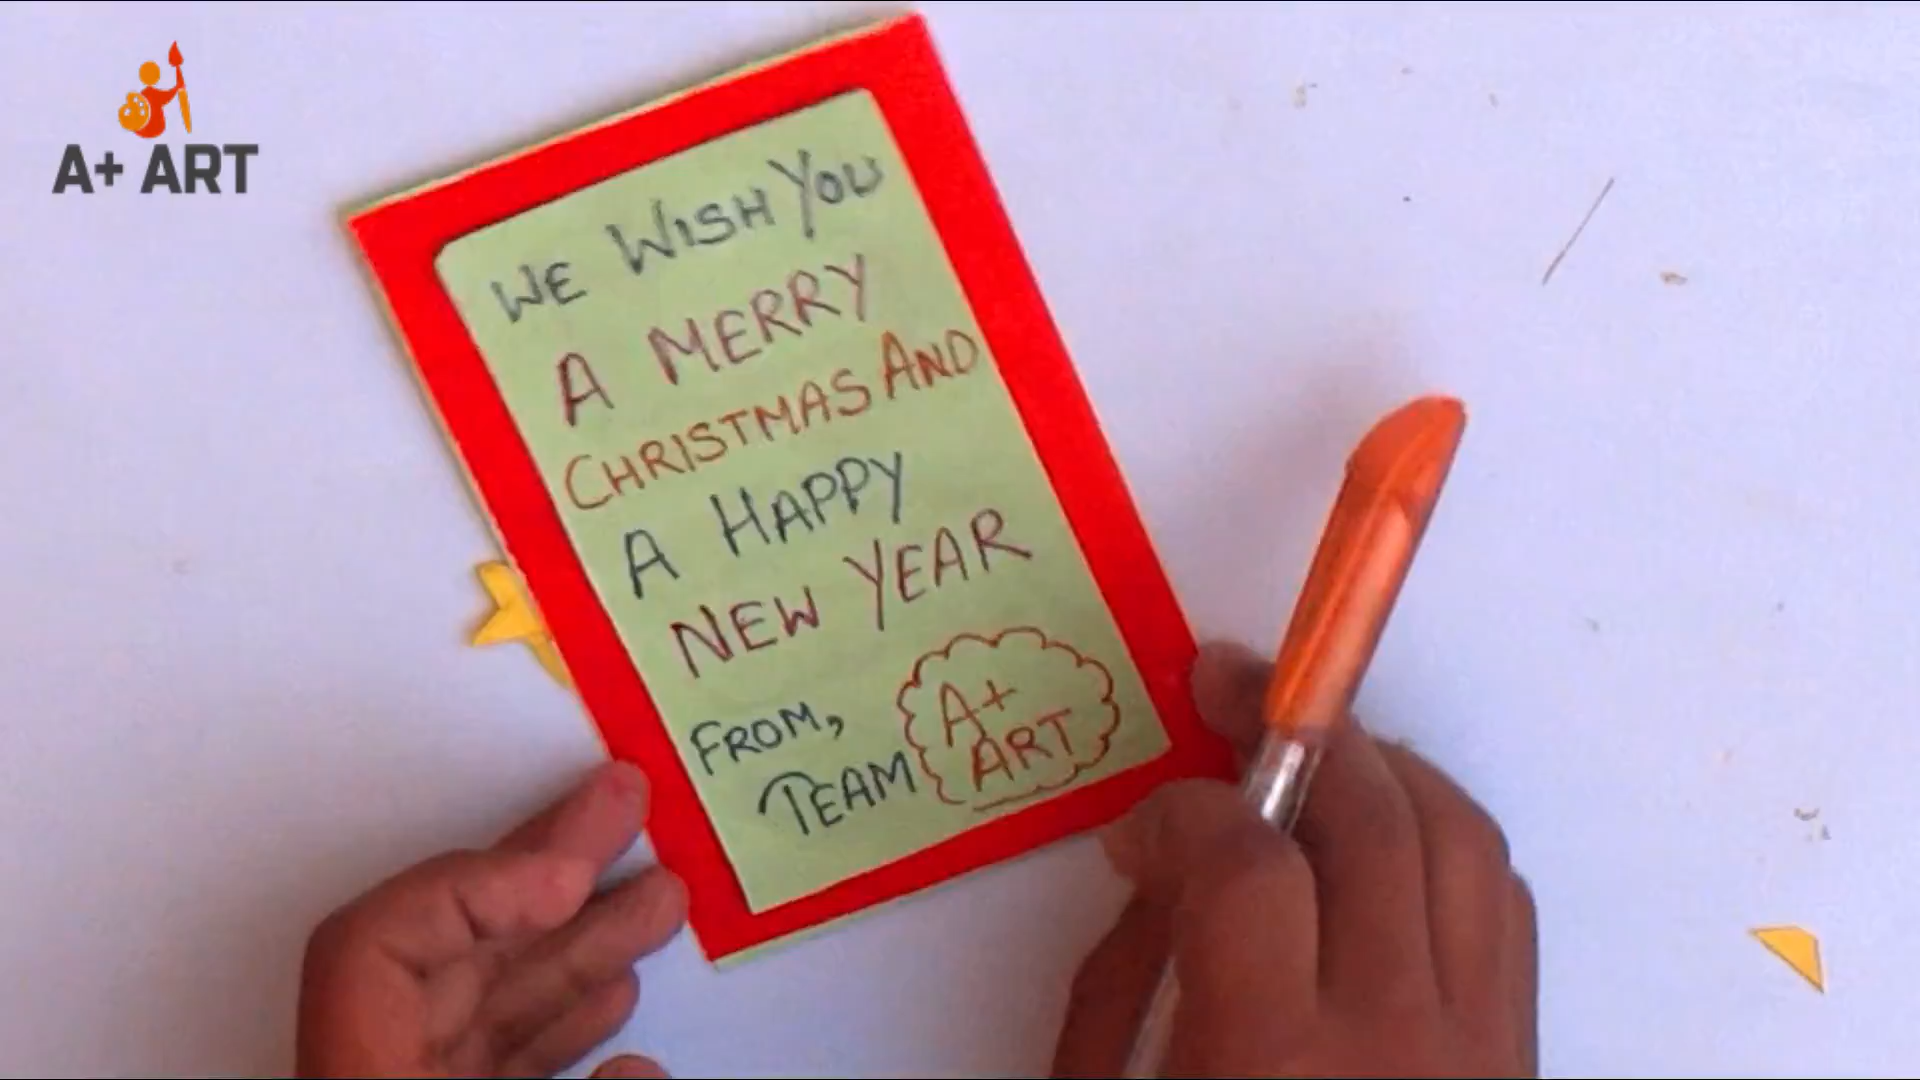 A+ ART
WE WISH YOU
A MERRY
CHRISTMAS AND
A HAPPY
NEW YEAR
FROM,
TEAM A+
ART